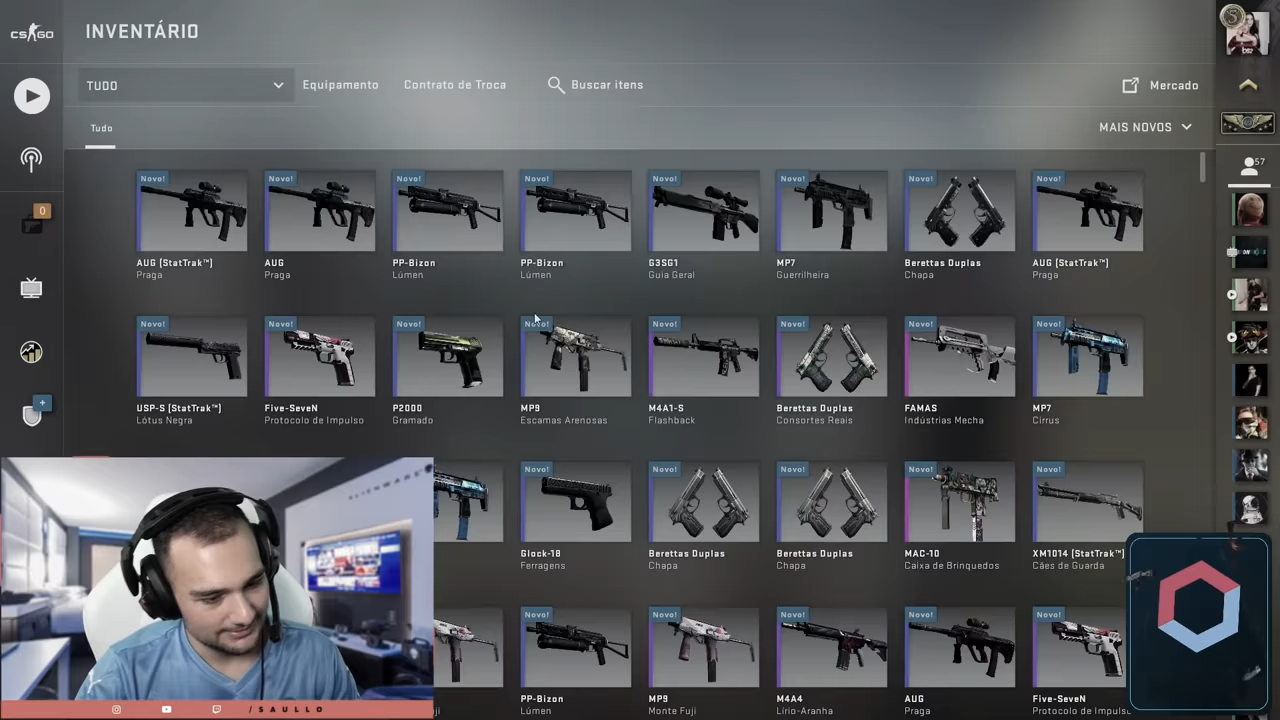 CS:GO
INVENTÁRIO
TUDO
Equipamento
Contrato de Troca
Buscar itens
Mercado
Tudo
MAIS NOVOS
57
0
+
Novo!
Novo!
Novo!
Novo!
Novo!
Novo!
Novo!
Novo!
AUG (StatTrak™)
Praga
AUG
Praga
PP-Bizon
Lúmen
PP-Bizon
Lúmen
G3SG1
Guia Geral
MP7
Guerrilheira
Berettas Duplas
Chapa
AUG (StatTrak™)
Praga
Novo!
Novo!
Novo!
Novo!
Novo!
Novo!
Novo!
Novo!
USP-S (StatTrak™)
Lótus Negra
Five-SeveN
Protocolo de Impulso
P2000
Gramado
MP9
Escamas Arenosas
M4A1-S
Flashback
Berettas Duplas
Consortes Reais
FAMAS
Indústrias Mecha
MP7
Cirrus
Novo!
Novo!
Novo!
Novo!
Novo!
Glock-18
Ferragens
Berettas Duplas
Chapa
Berettas Duplas
Chapa
MAC-10
Caixa de Brinquedos
XM1014 (StatTrak™)
Cães de Guarda
Novo!
Novo!
Novo!
Novo!
Novo!
ji
PP-Bizon
Lúmen
MP9
Monte Fuji
M4A4
Lírio-Aranha
AUG
Praga
Five-SeveN
Protocolo de Impulso
ALIENWARE
/SAULLO